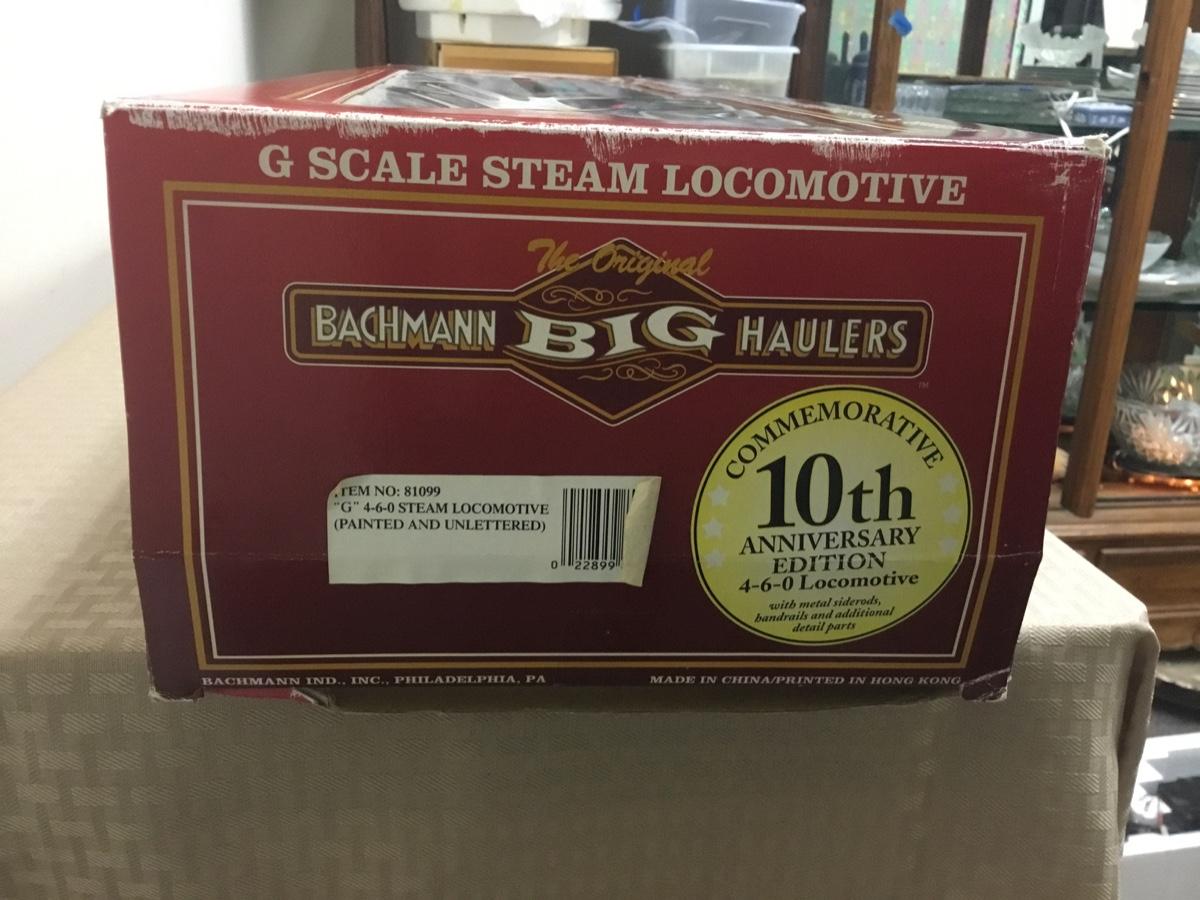 G SCALE STEAM LOCOMOTIVE
The Original
BACHMANN BIG HAULERS
TM
COMMEMORATIVE
10th
ANNIVERSARY
EDITION
4-6-0 Locomotive
with metal siderods,
handrails and additional
detail parts
ITEM NO: 81099
"G" 4-6-0 STEAM LOCOMOTIVE
(PAINTED AND UNLETTERED)
0 22899
BACHMANN IND., INC., PHILADELPHIA, PA
MADE IN CHINA/PRINTED IN HONG KONG